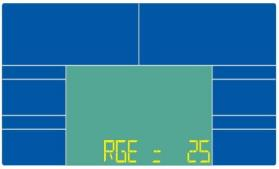 RGE = 25